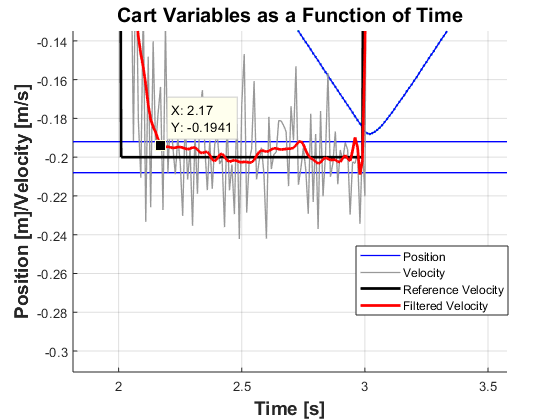 Cart Variables as a Function of Time
Position [m]/Velocity [m/s]
-0.14
-0.16
-0.18
-0.2
-0.22
-0.24
-0.26
-0.28
-0.3
X: 2.17
Y: -0.1941
Position
Velocity
Reference Velocity
Filtered Velocity
2
2.5
3
3.5
Time [s]